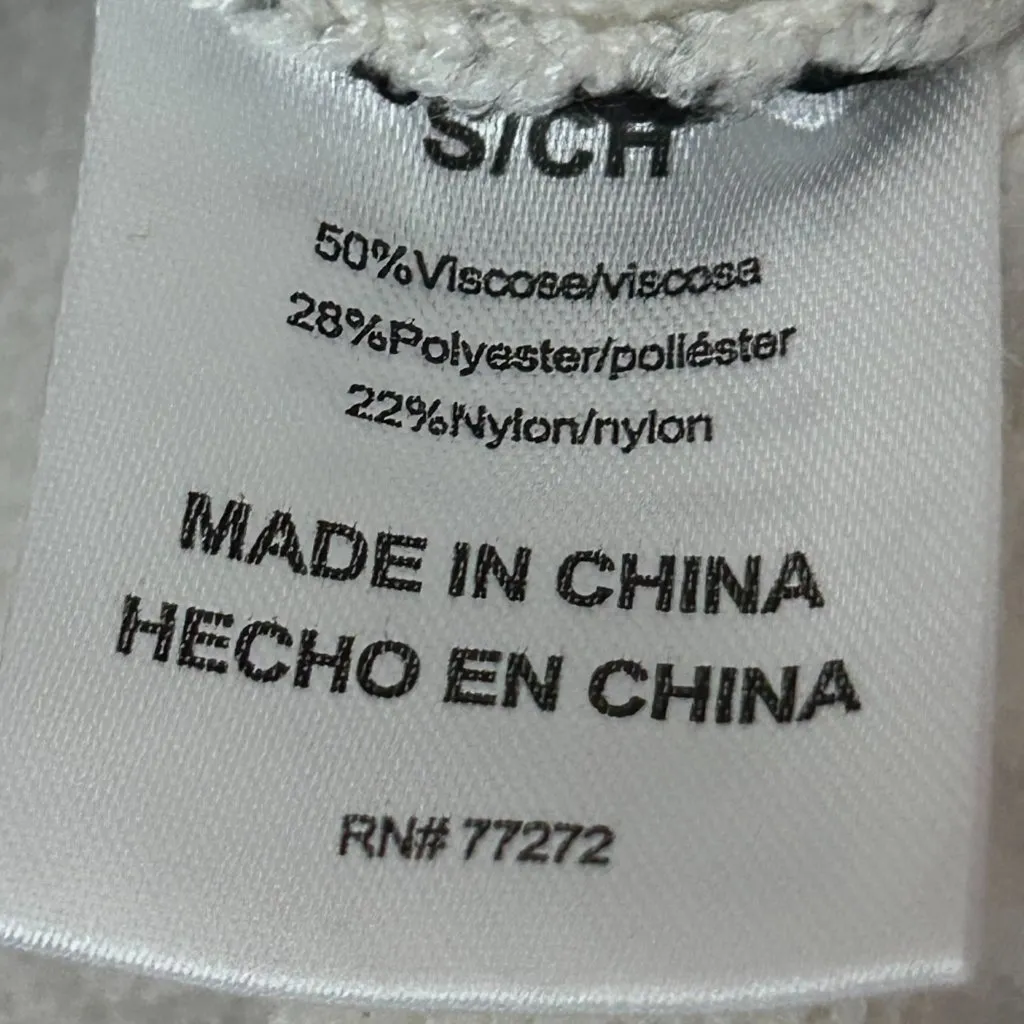 S/CH
50%Viscose/viscosa
28%Polyester/poliéster
22%Nylon/nylon
MADE IN CHINA
HECHO EN CHINA
RN# 77272